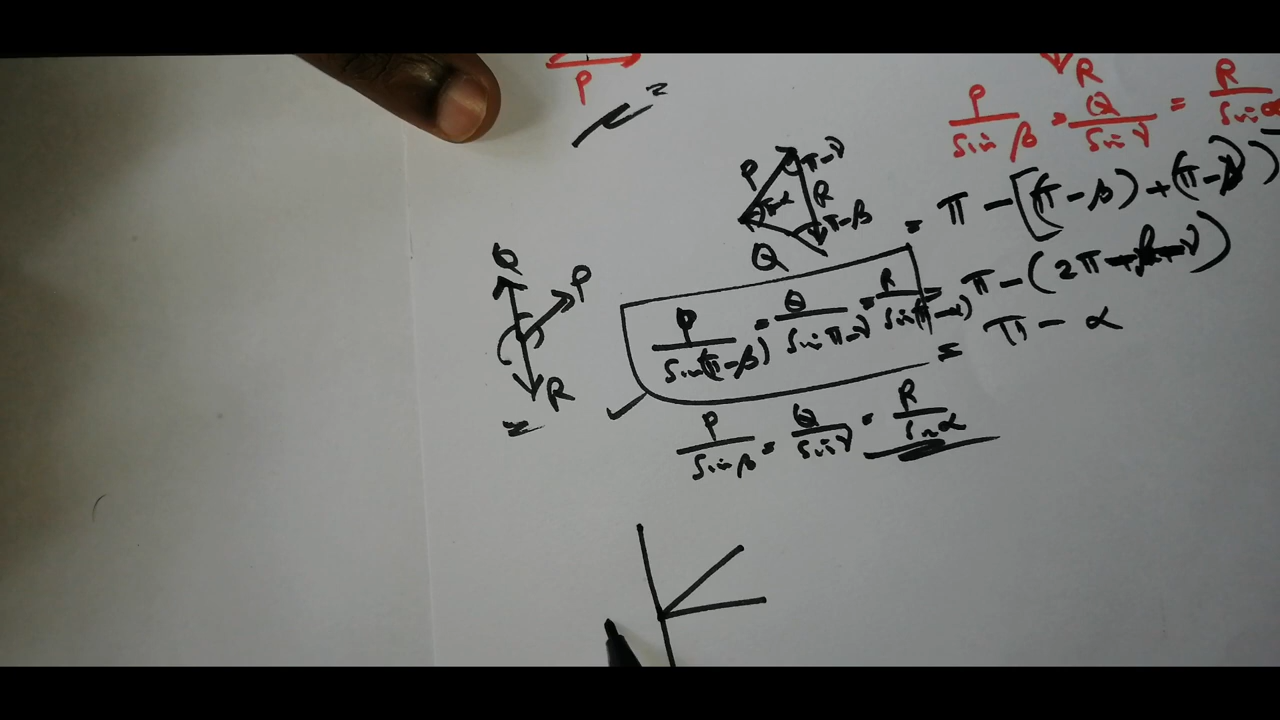 P
R
P/sin β = Q/sin γ = R/sin α
P π-γ
π-α R π-β
Q
= π - [(π-β) + (π-γ)]
= π - (2π - β - γ)
= π - α
Q P
R
P/sin(π-β) = Q/sin π-γ = R/sin(π-α)
P/sin β = Q/sin γ = R/sin α